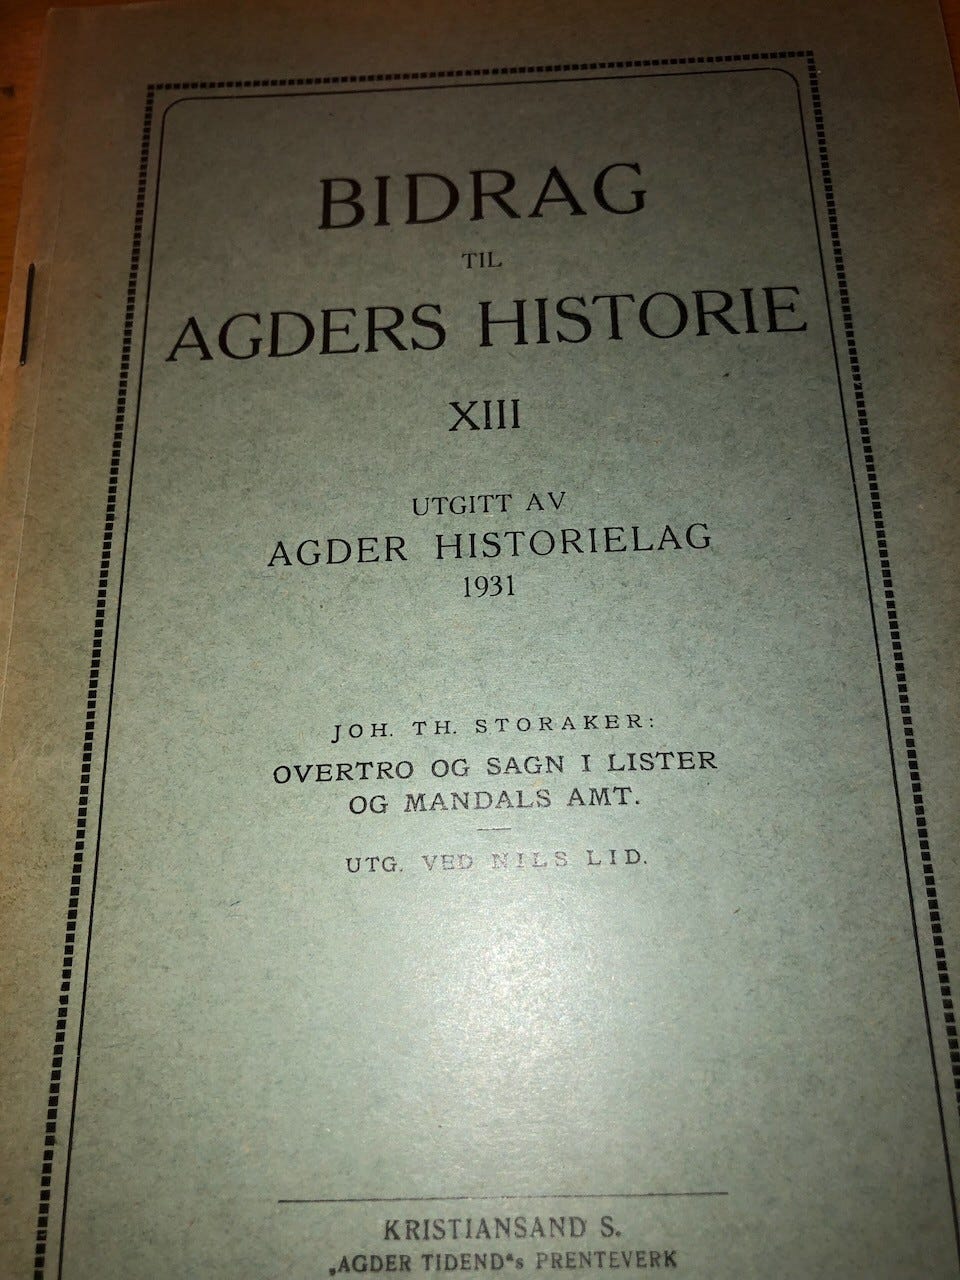 BIDRAG
TIL
AGDERS HISTORIE
XIII
UTGITT AV
AGDER HISTORIELAG
1931
JOH. TH. STORAKER:
OVERTRO OG SAGN I LISTER
OG MANDALS AMT.
UTG. VED NILS LID.
KRISTIANSAND S.
„AGDER TIDEND“s PRENTEVERK